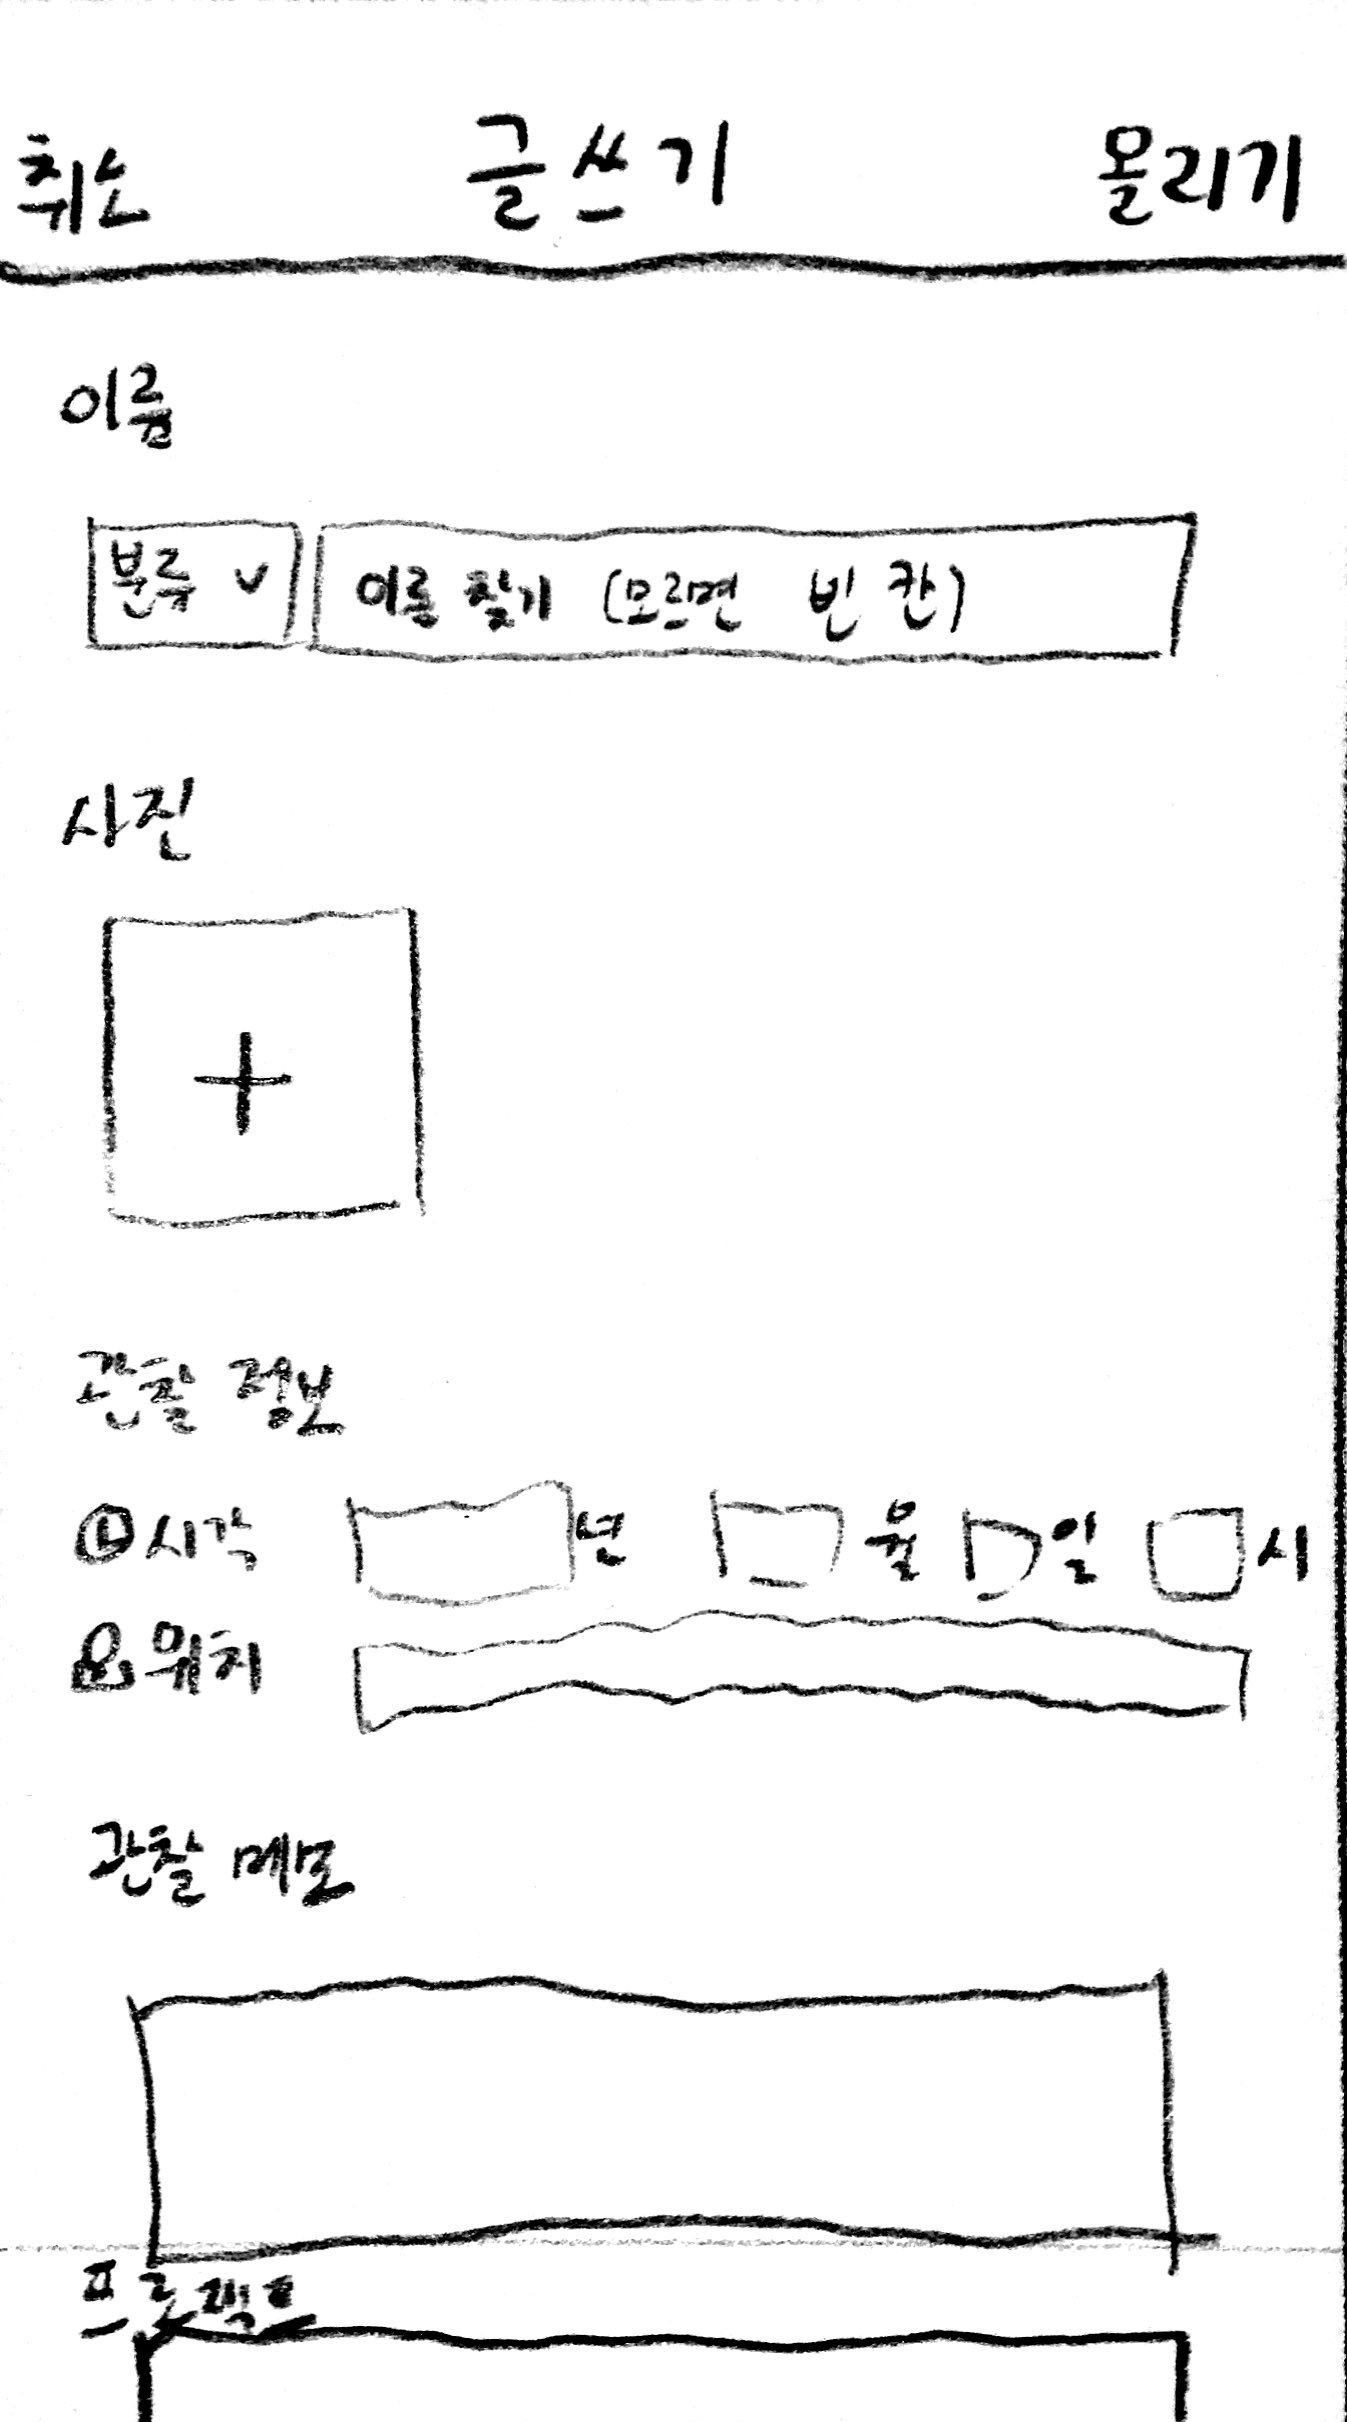 취소 글쓰기 올리기
이름
분류 이름 찾기 (모르면 빈 칸)
사진
관찰 정보
시각 년 월 일 시
위치
관찰 메모
프로젝트